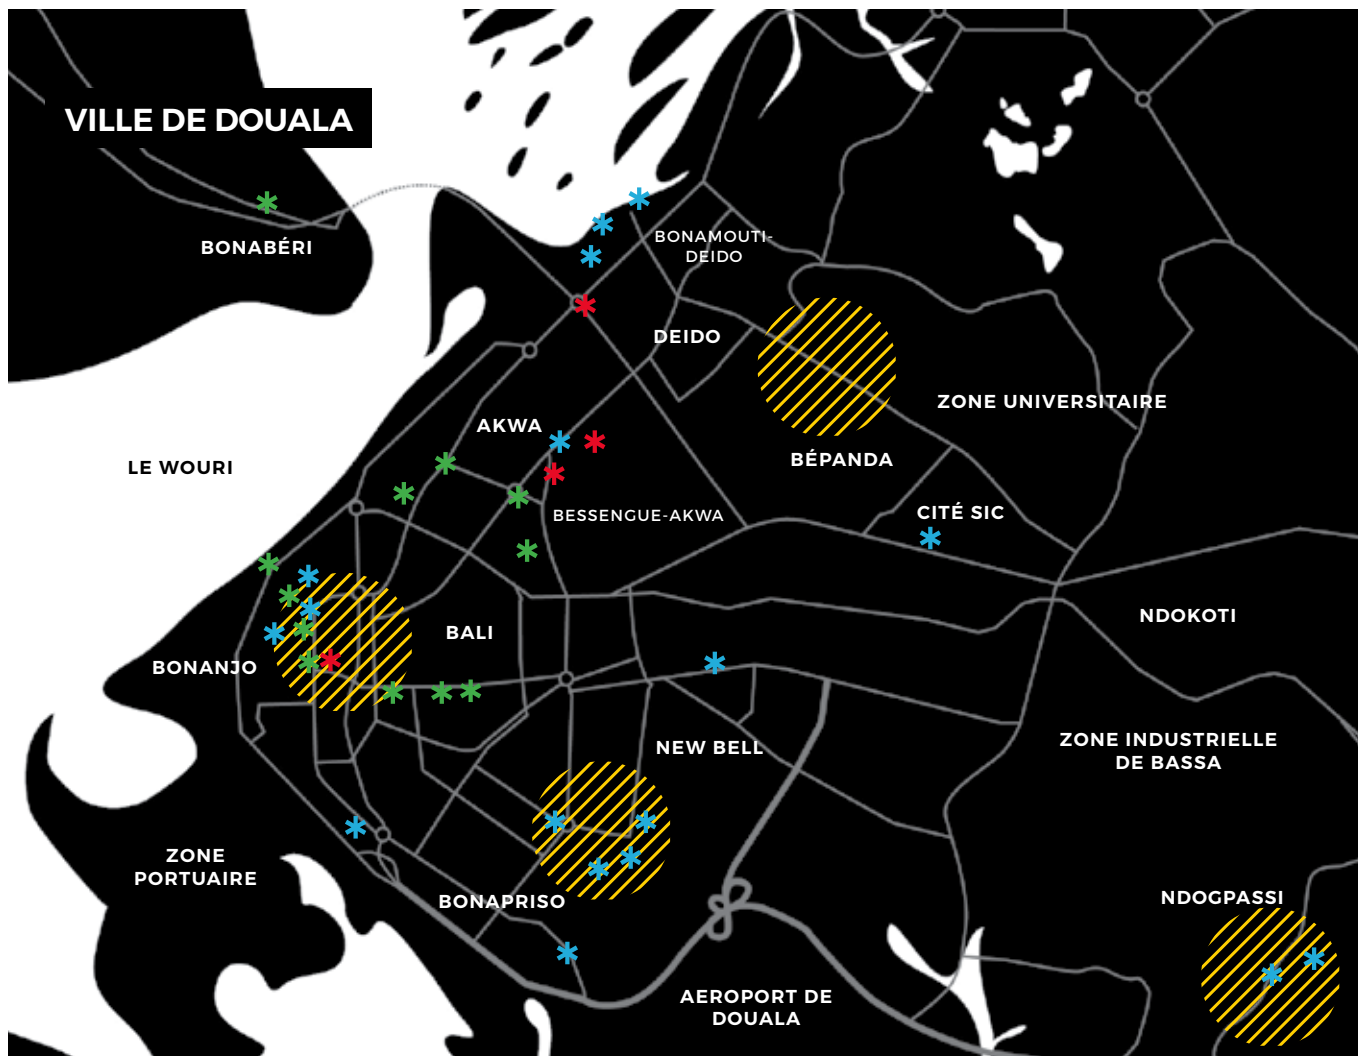 VILLE DE DOUALA
BONABÉRI
BONAMOUTI-
DEIDO
DEIDO
ZONE UNIVERSITAIRE
AKWA
BÉPANDA
LE WOURI
BESSENGUE-AKWA
CITÉ SIC
NDOKOTI
BALI
BONANJO
NEW BELL
ZONE INDUSTRIELLE
DE BASSA
ZONE
PORTUAIRE
BONAPRISO
NDOGPASSI
AEROPORT DE
DOUALA